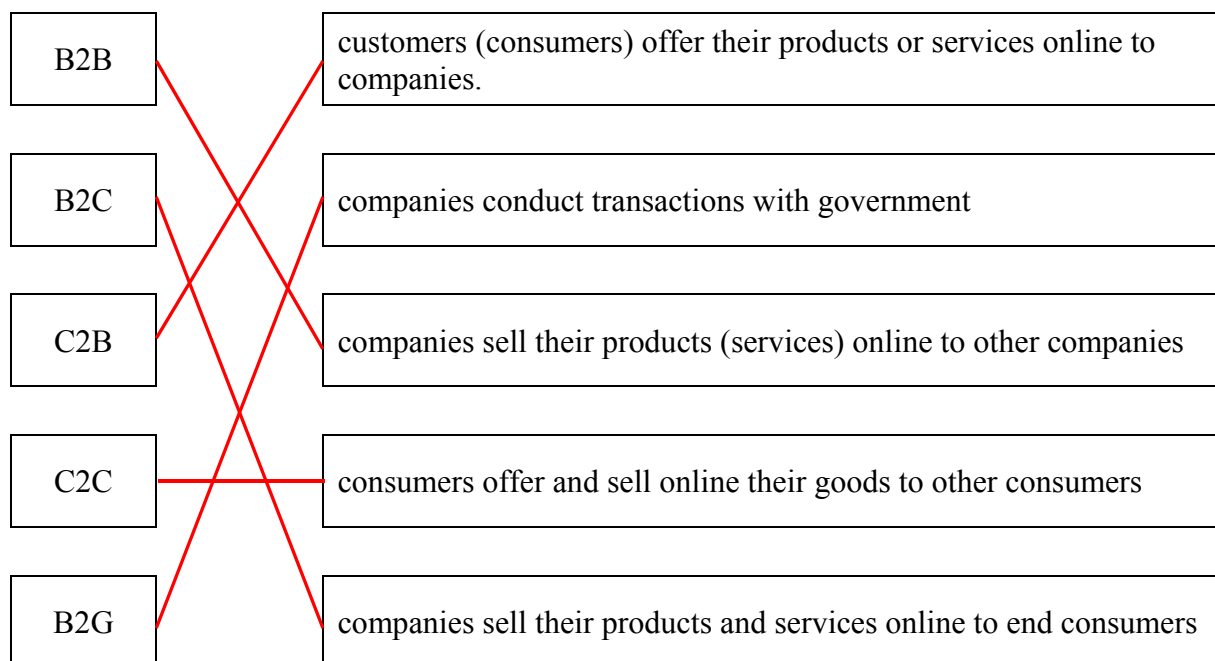 B2B
customers (consumers) offer their products or services online to
companies.
B2C
companies conduct transactions with government
C2B
companies sell their products (services) online to other companies
C2C
consumers offer and sell online their goods to other consumers
B2G
companies sell their products and services online to end consumers